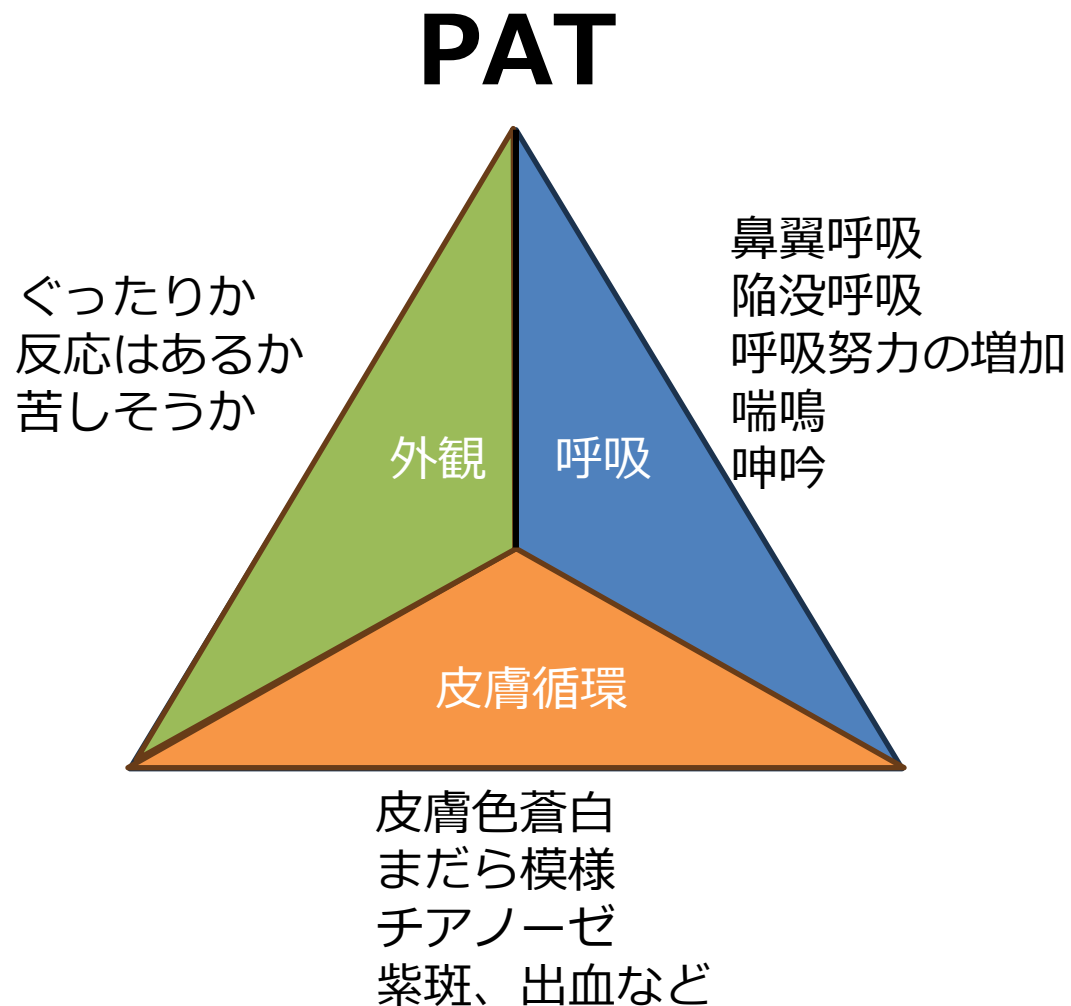 PAT
ぐったりか
反応はあるか
苦しそうか
外観
呼吸
鼻翼呼吸
陥没呼吸
呼吸努力の増加
喘鳴
呻吟
皮膚循環
皮膚色蒼白
まだら模様
チアノーゼ
紫斑、出血など